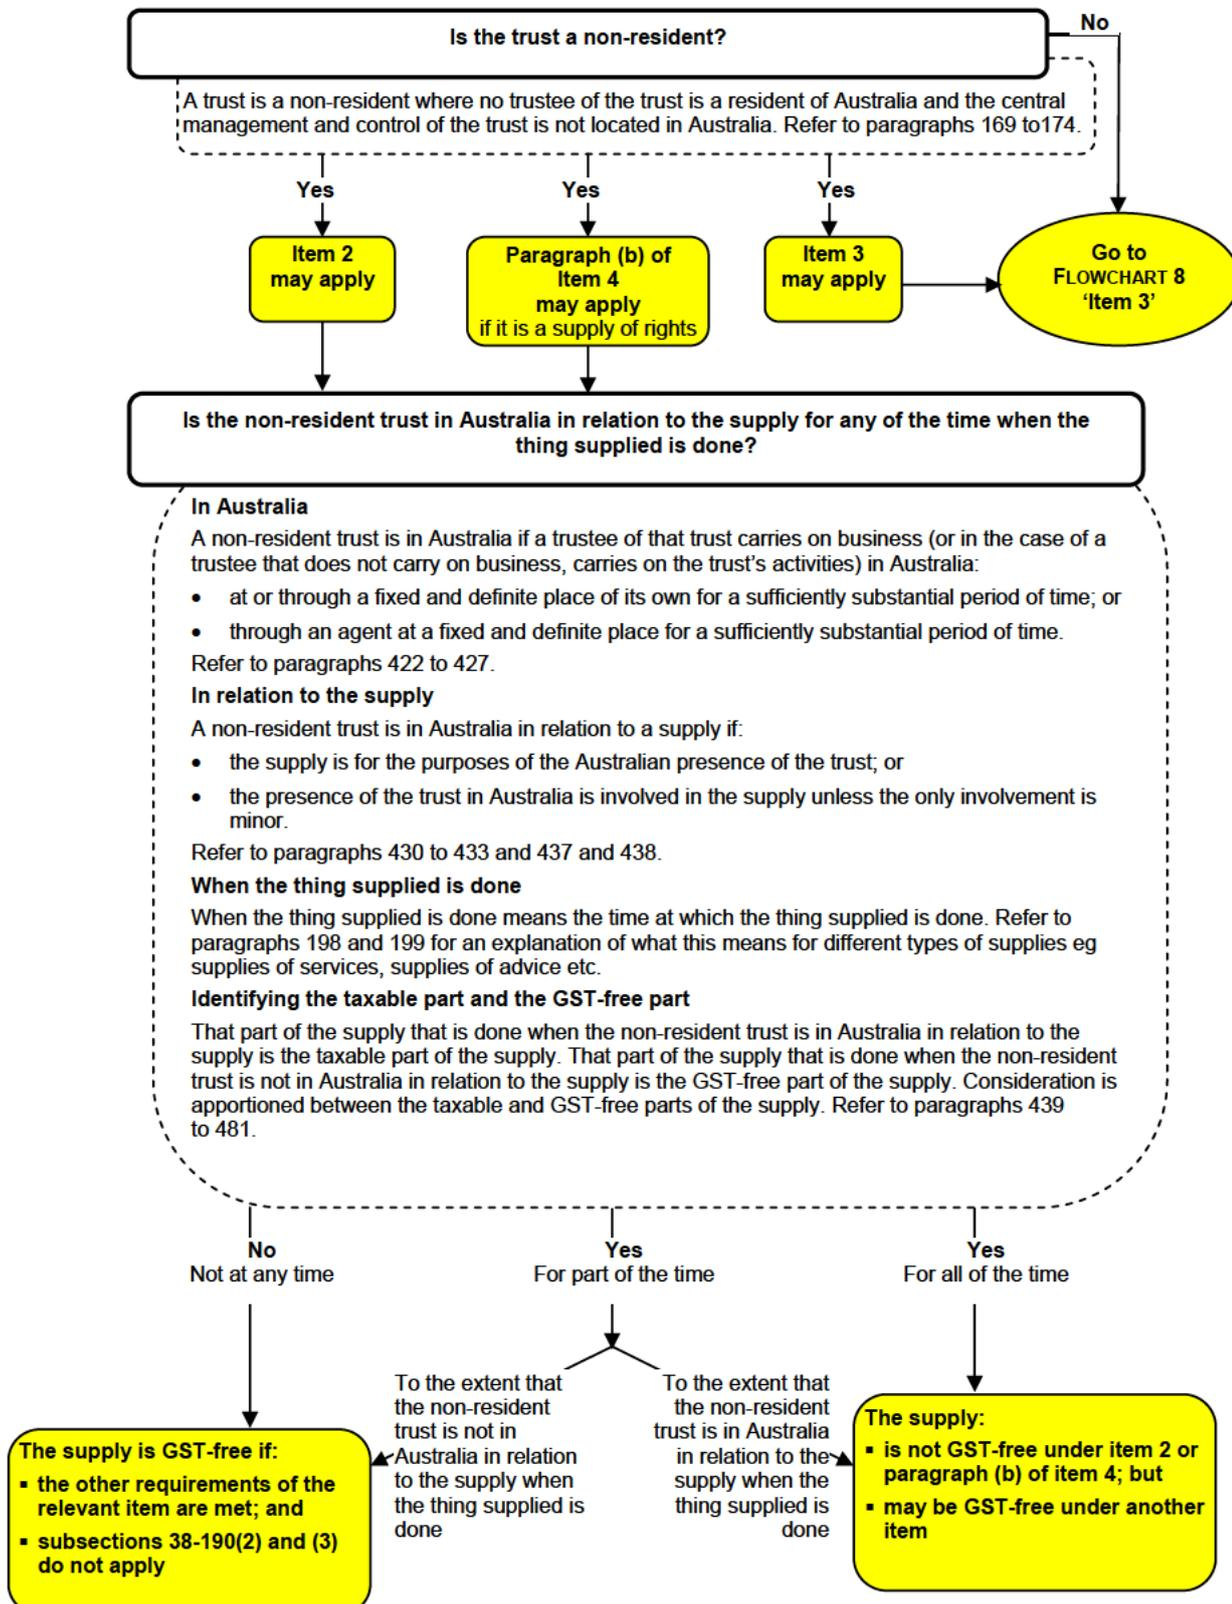 Is the trust a non-resident?
No
A trust is a non-resident where no trustee of the trust is a resident of Australia and the central
management and control of the trust is not located in Australia. Refer to paragraphs 169 to174.
Yes
Yes
Yes
Item 2
may apply
Paragraph (b) of
Item 4
may apply
if it is a supply of rights
Item 3
may apply
Go to
FLOWCHART 8
‘Item 3’
Is the non-resident trust in Australia in relation to the supply for any of the time when the
thing supplied is done?
In Australia
A non-resident trust is in Australia if a trustee of that trust carries on business (or in the case of a
trustee that does not carry on business, carries on the trust’s activities) in Australia:
• at or through a fixed and definite place of its own for a sufficiently substantial period of time; or
• through an agent at a fixed and definite place for a sufficiently substantial period of time.
Refer to paragraphs 422 to 427.
In relation to the supply
A non-resident trust is in Australia in relation to a supply if:
• the supply is for the purposes of the Australian presence of the trust; or
• the presence of the trust in Australia is involved in the supply unless the only involvement is
minor.
Refer to paragraphs 430 to 433 and 437 and 438.
When the thing supplied is done
When the thing supplied is done means the time at which the thing supplied is done. Refer to
paragraphs 198 and 199 for an explanation of what this means for different types of supplies eg
supplies of services, supplies of advice etc.
Identifying the taxable part and the GST-free part
That part of the supply that is done when the non-resident trust is in Australia in relation to the
supply is the taxable part of the supply. That part of the supply that is done when the non-resident
trust is not in Australia in relation to the supply is the GST-free part of the supply. Consideration is
apportioned between the taxable and GST-free parts of the supply. Refer to paragraphs 439
to 481.
No
Not at any time
Yes
For part of the time
Yes
For all of the time
To the extent that
the non-resident
trust is not in
Australia in relation
to the supply when
the thing supplied is
done
To the extent that
the non-resident
trust is in Australia
in relation to the
supply when the
thing supplied is
done
The supply is GST-free if:
▪ the other requirements of the
relevant item are met; and
▪ subsections 38-190(2) and (3)
do not apply
The supply:
▪ is not GST-free under item 2 or
paragraph (b) of item 4; but
▪ may be GST-free under another
item